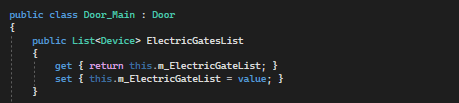 public class Door_Main : Door
{
public List<Device> ElectricGatesList
{
get { return this.m_ElectricGateList; }
set { this.m_ElectricGateList = value; }
}